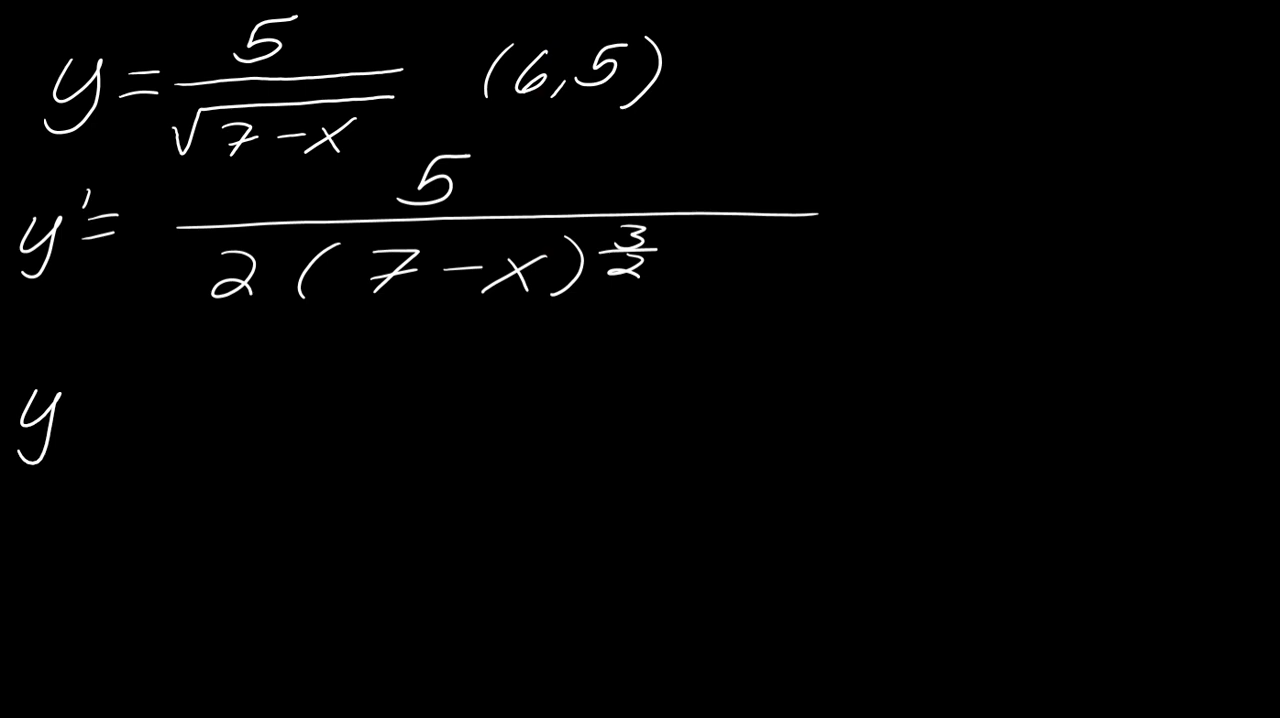 y = 5/√(7-x) (6,5)
y' = 5/(2(7-x)^(3/2))
y